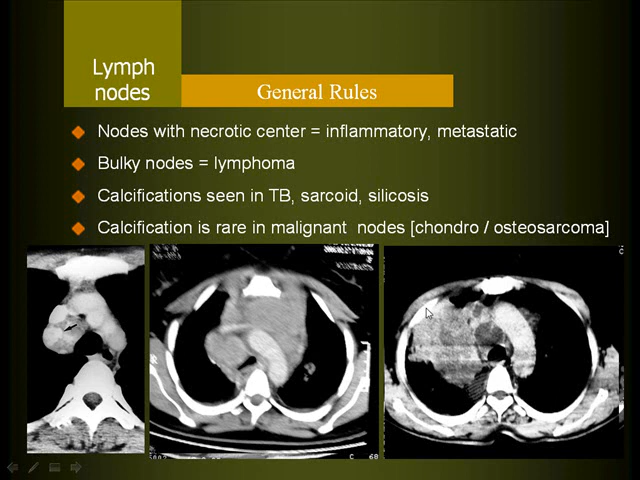 Lymph
nodes
General Rules
Nodes with necrotic center = inflammatory, metastatic
Bulky nodes = lymphoma
Calcifications seen in TB, sarcoid, silicosis
Calcification is rare in malignant nodes [chondro / osteosarcoma]
C 68